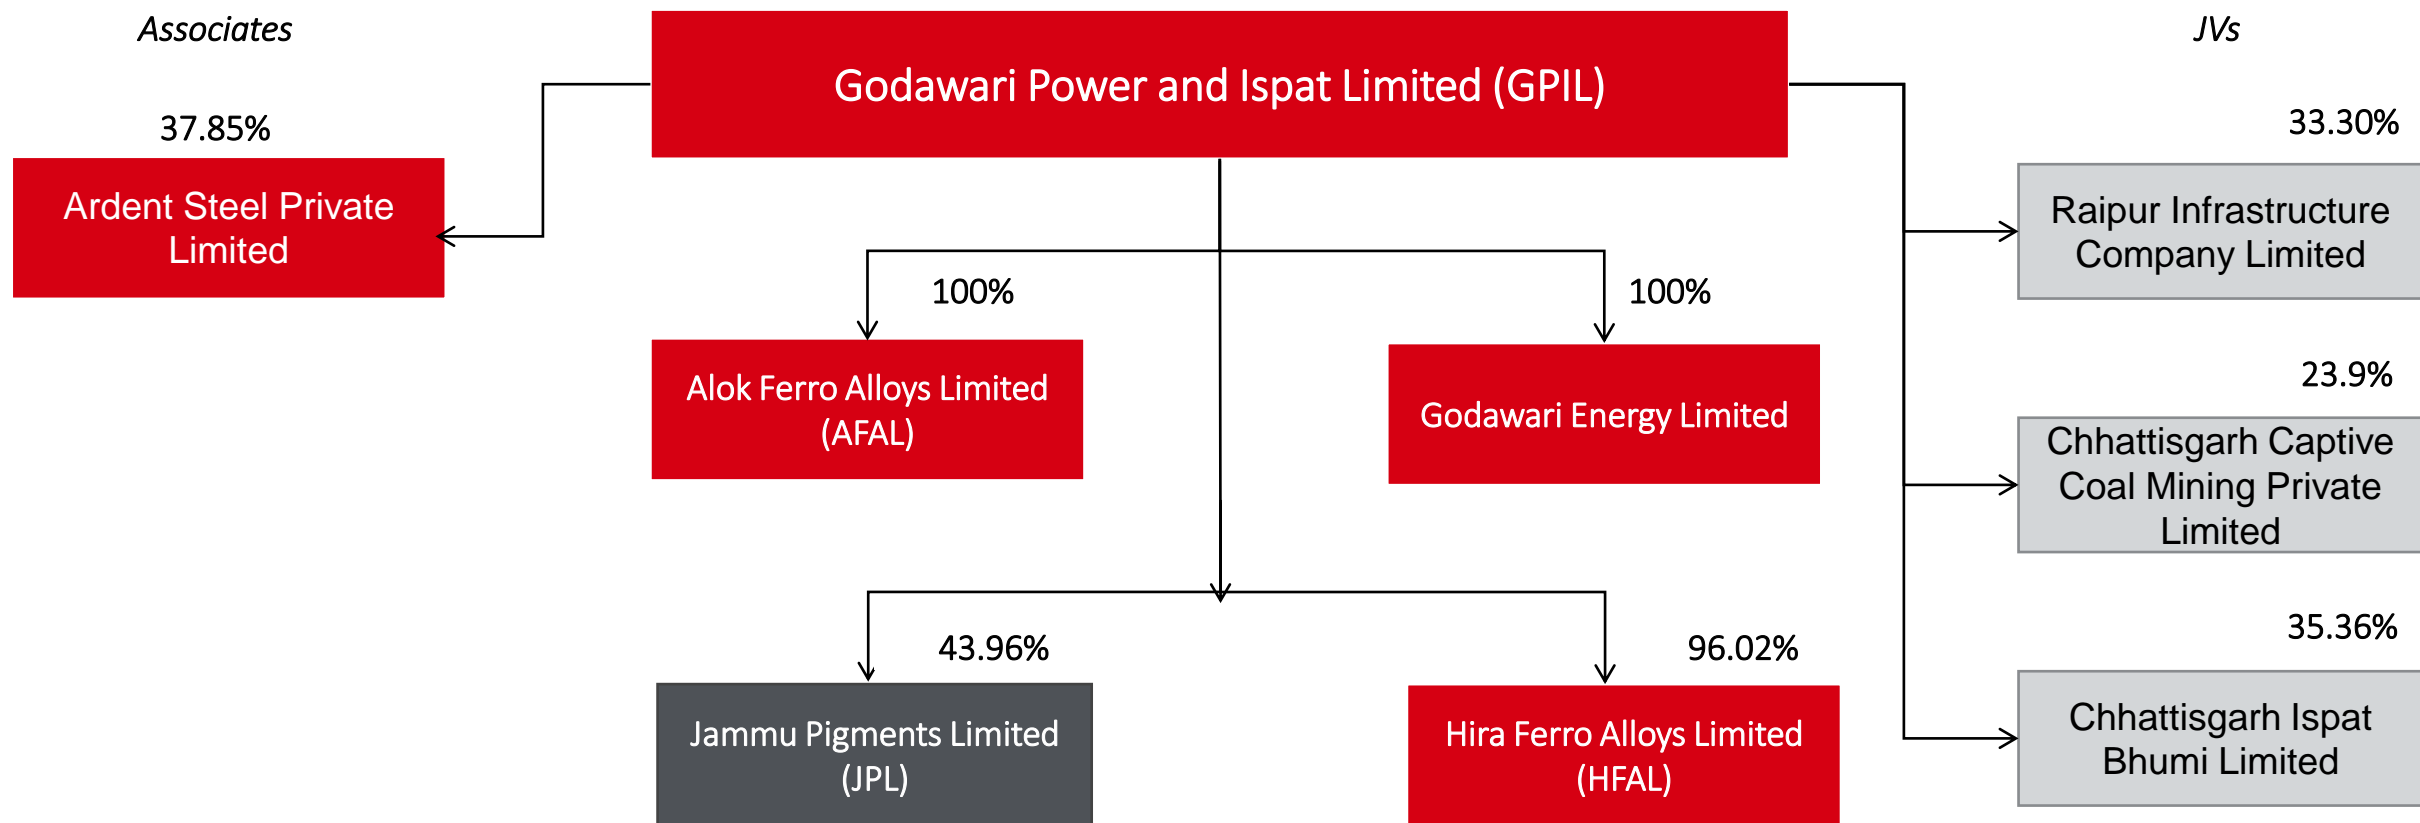 Associates
Godawari Power and Ispat Limited (GPIL)
JVs
37.85%
Ardent Steel Private
Limited
33.30%
Raipur Infrastructure
Company Limited
100%
Alok Ferro Alloys Limited
(AFAL)
100%
Godawari Energy Limited
23.9%
Chhattisgarh Captive
Coal Mining Private
Limited
43.96%
Jammu Pigments Limited
(JPL)
96.02%
Hira Ferro Alloys Limited
(HFAL)
35.36%
Chhattisgarh Ispat
Bhumi Limited